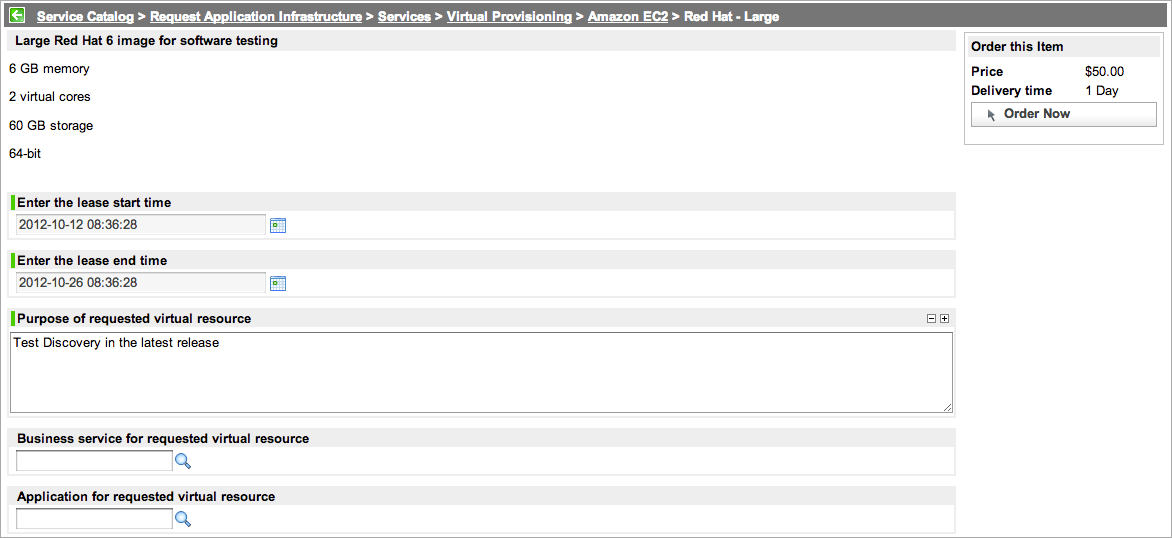 Service Catalog > Request Application Infrastructure > Services > Virtual Provisioning > Amazon EC2 > Red Hat - Large
Large Red Hat 6 image for software testing
6 GB memory
2 virtual cores
60 GB storage
64-bit
Order this Item
Price $50.00
Delivery time 1 Day
Order Now
Enter the lease start time
2012-10-12 08:36:28
Enter the lease end time
2012-10-26 08:36:28
Purpose of requested virtual resource
Test Discovery in the latest release
Business service for requested virtual resource
Application for requested virtual resource